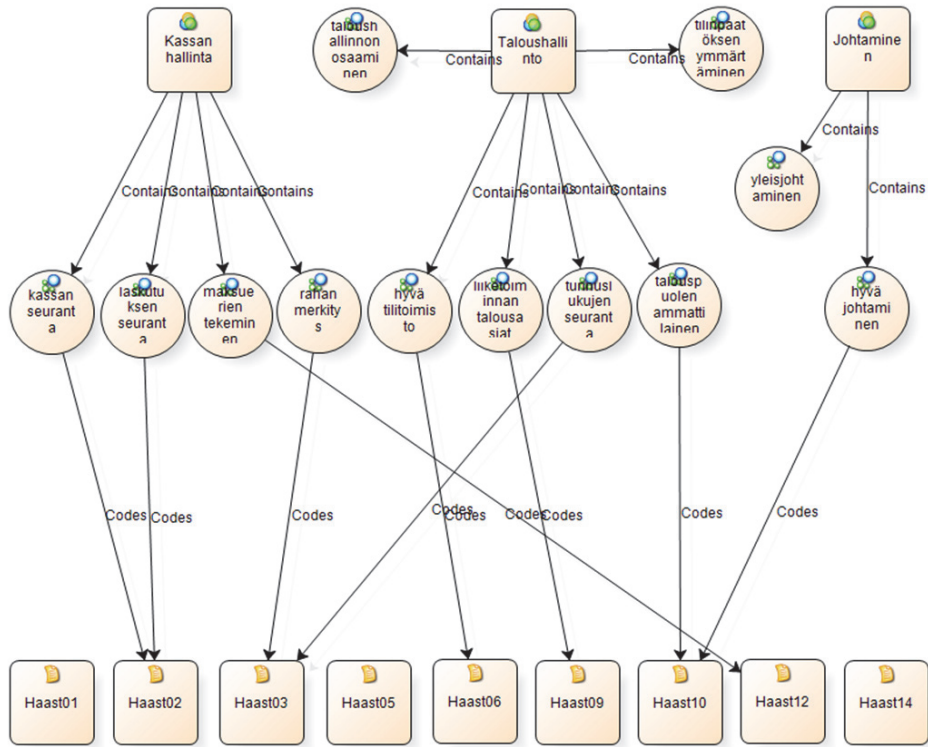 Kassan
hallinta
taloush
allinnon
osaami
nen
Taloushalli
nto
tilinpäät
öksen
ymmärt
äminen
Johtamine
n
Contains
Contains
Contains
yleisjoht
aminen
Contains
Contains
Contains
Contains
Contains
Contains
Contains
Contains
Contains
kassan
seurant
a
laskutu
ksen
seurant
a
maksue
rien
tekemin
en
rahan
merkity
s
hyvä
tilitoimis
to
liiketoim
innan
talousa
siat
tunnusl
ukujen
seurant
a
talousp
uolen
ammatti
lainen
hyvä
johtami
nen
Codes
Codes
Codes
Codes
Codes
Codes
Codes
Codes
Codes
Haast01
Haast02
Haast03
Haast05
Haast06
Haast09
Haast10
Haast12
Haast14